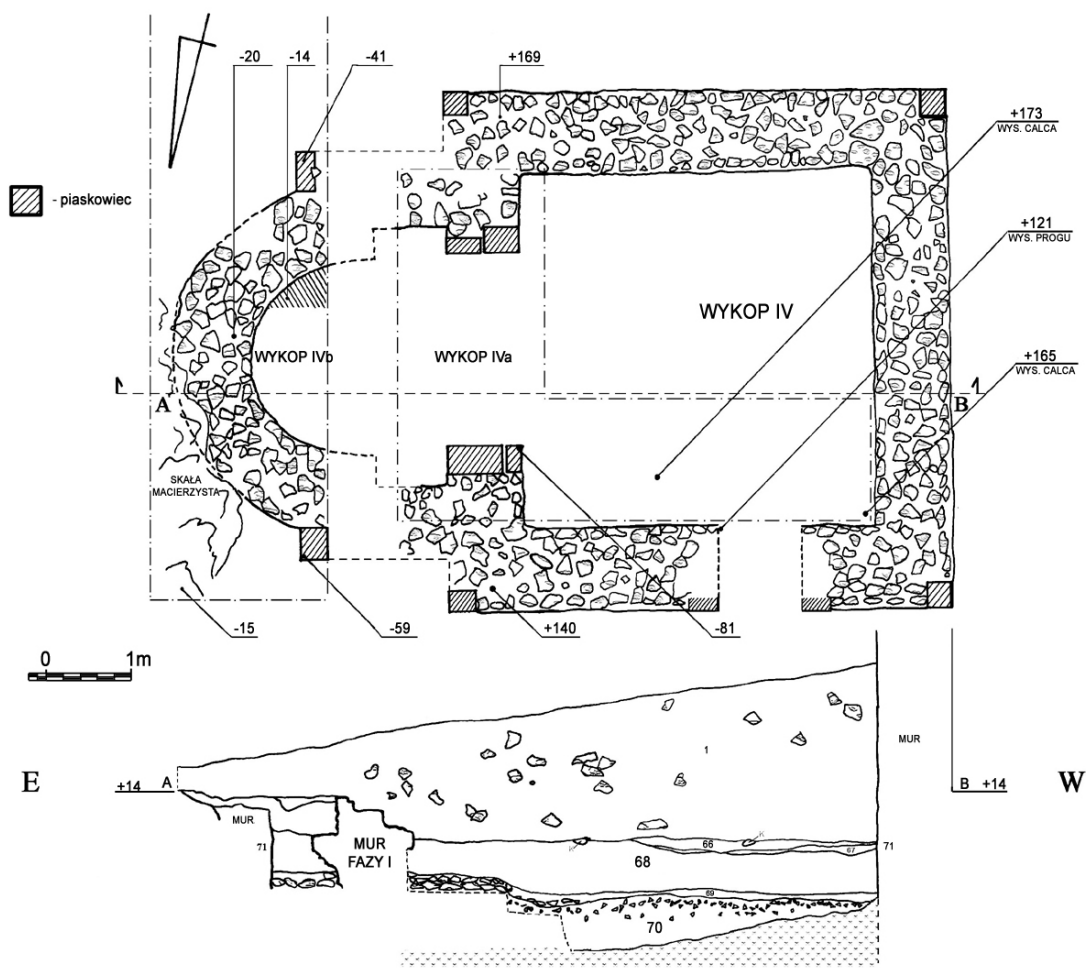 -20
-14
-41
+169
+173
WYS. CALCA
- piaskowiec
+121
WYS. PROGU
WYKOP IV
WYKOP IVb
WYKOP IVa
+165
WYS. CALCA
A
B
SKAŁA
MACIERZYSTA
-15
-59
+140
-81
0
1m
1
MUR
E
+14
A
B
+14
W
MUR
71
MUR
FAZY I
K
66
K
67
71
68
69
70